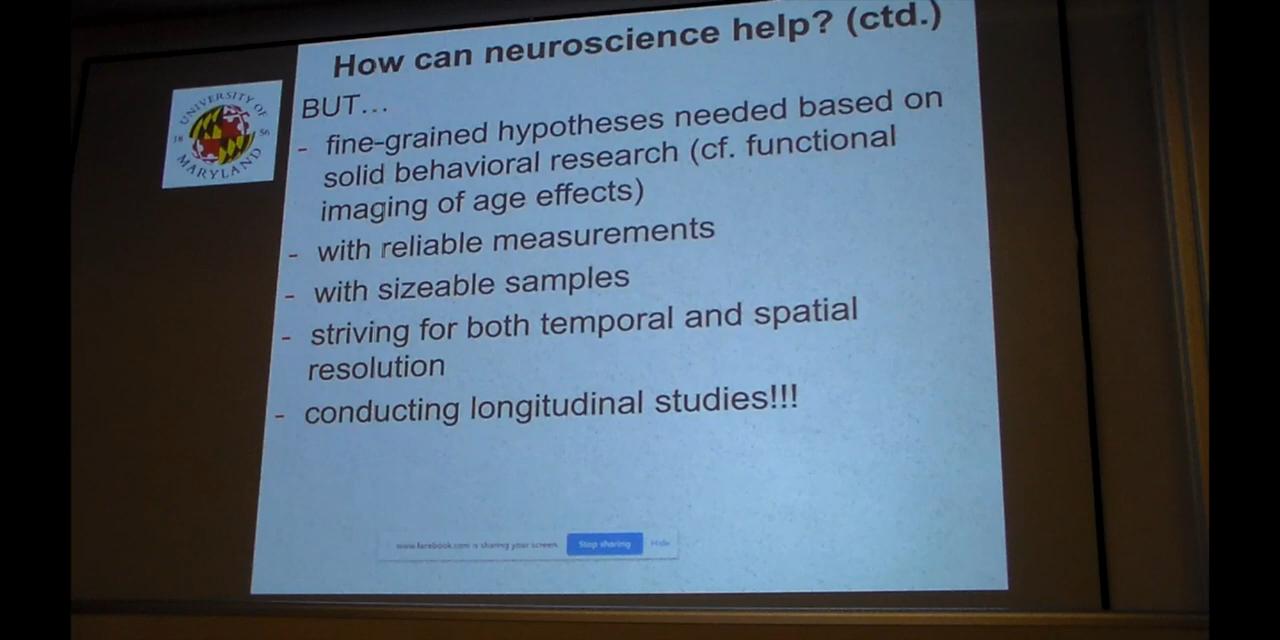 How can neuroscience help? (ctd.)
UNIVERSITY OF
18 56
MARYLAND
BUT...
- fine-grained hypotheses needed based on
solid behavioral research (cf. functional
imaging of age effects)
- with reliable measurements
- with sizeable samples
- striving for both temporal and spatial
resolution
- conducting longitudinal studies!!!
www.facebook.com is sharing your screen. Stop sharing Hide